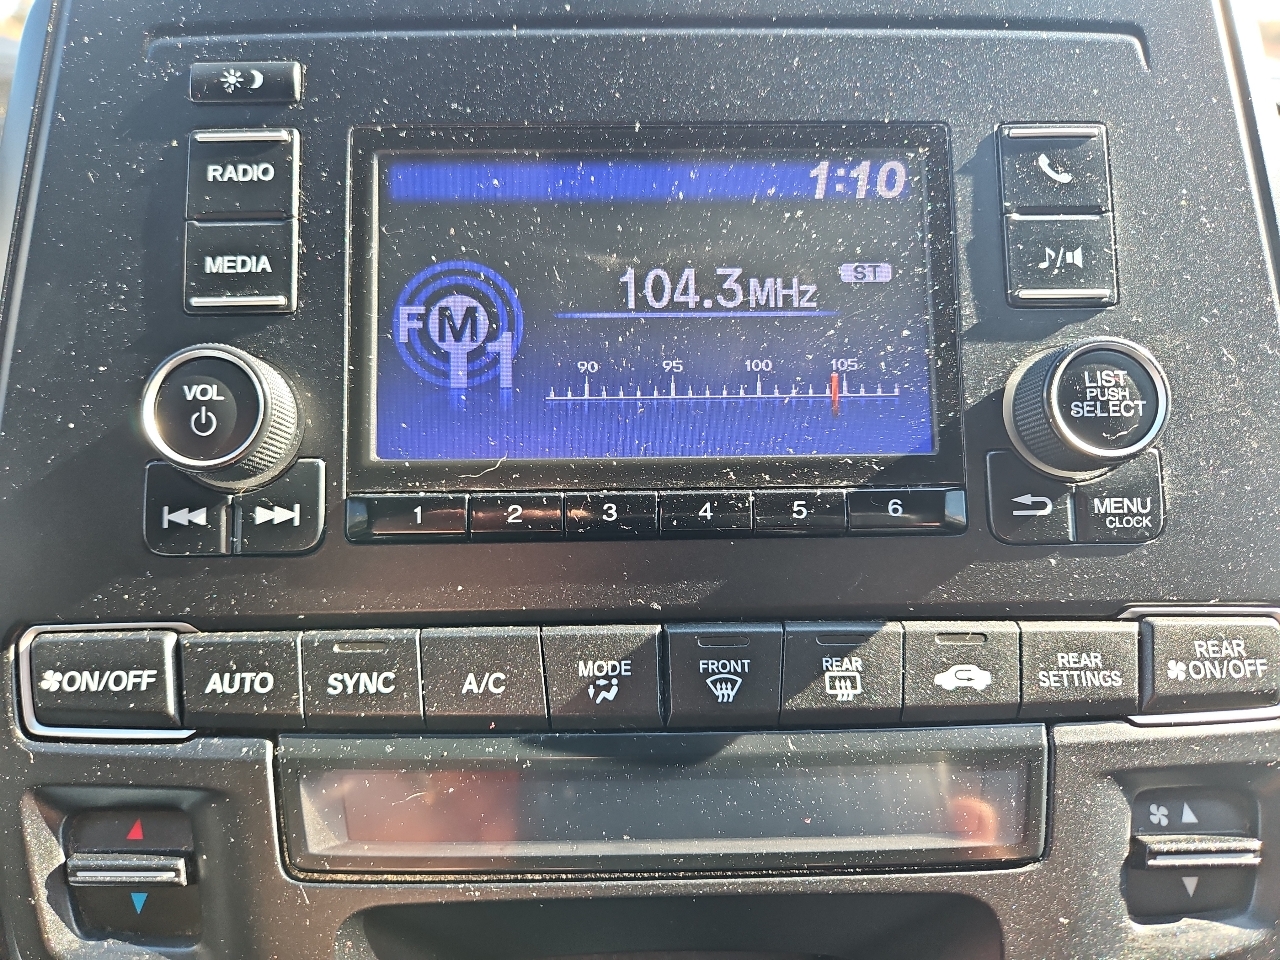 1:10
RADIO
MEDIA
104.3MHz
ST
FM
1
90 95 100 105
VOL
LIST
PUSH
SELECT
1 2 3 4 5 6
MENU
CLOCK
ON/OFF
AUTO
SYNC
A/C
MODE
FRONT
REAR
REAR
SETTINGS
REAR
ON/OFF